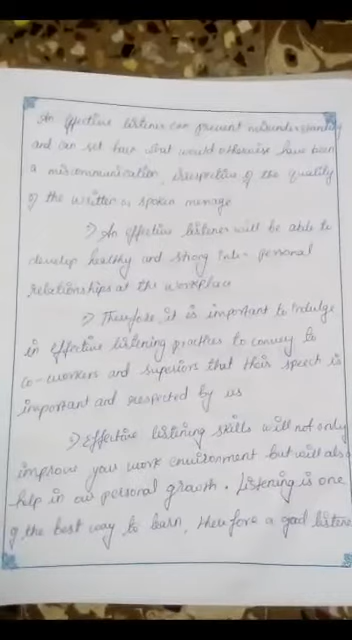 An effective listener can prevent misunderstanding
and can set hear what would otherwise have been
a miscommunication, irrespective of the quality
of the written or spoken message
=) An effective listener will be able to
develop healthy and strong inter-personal
relationships at the workplace
=) Therefore, it is important to indulge
in effective listening practices to convey to
co-workers and superiors that their speech is
important and respected by us
=) Effective listening skills will not only
improve your work environment but will also
help in our personal growth. Listening is one
of the best way to learn, therefore a good listene